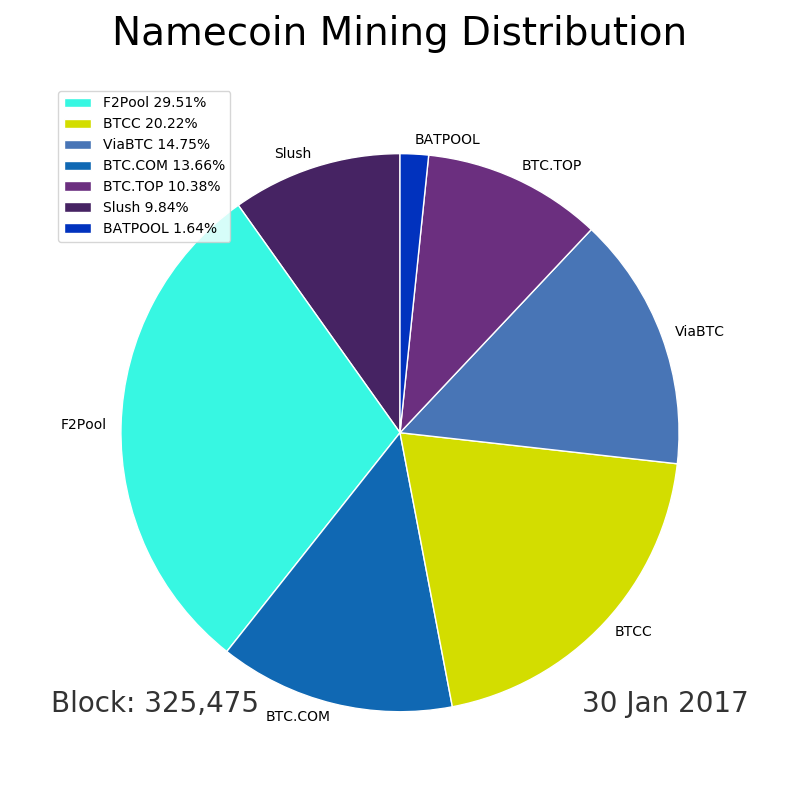 Namecoin Mining Distribution
F2Pool 29.51%
BTCC 20.22%
ViaBTC 14.75%
BTC.COM 13.66%
BTC.TOP 10.38%
Slush 9.84%
BATPOOL 1.64%
BATPOOL
Slush
BTC.TOP
ViaBTC
F2Pool
BTCC
Block: 325,475
30 Jan 2017
BTC.COM